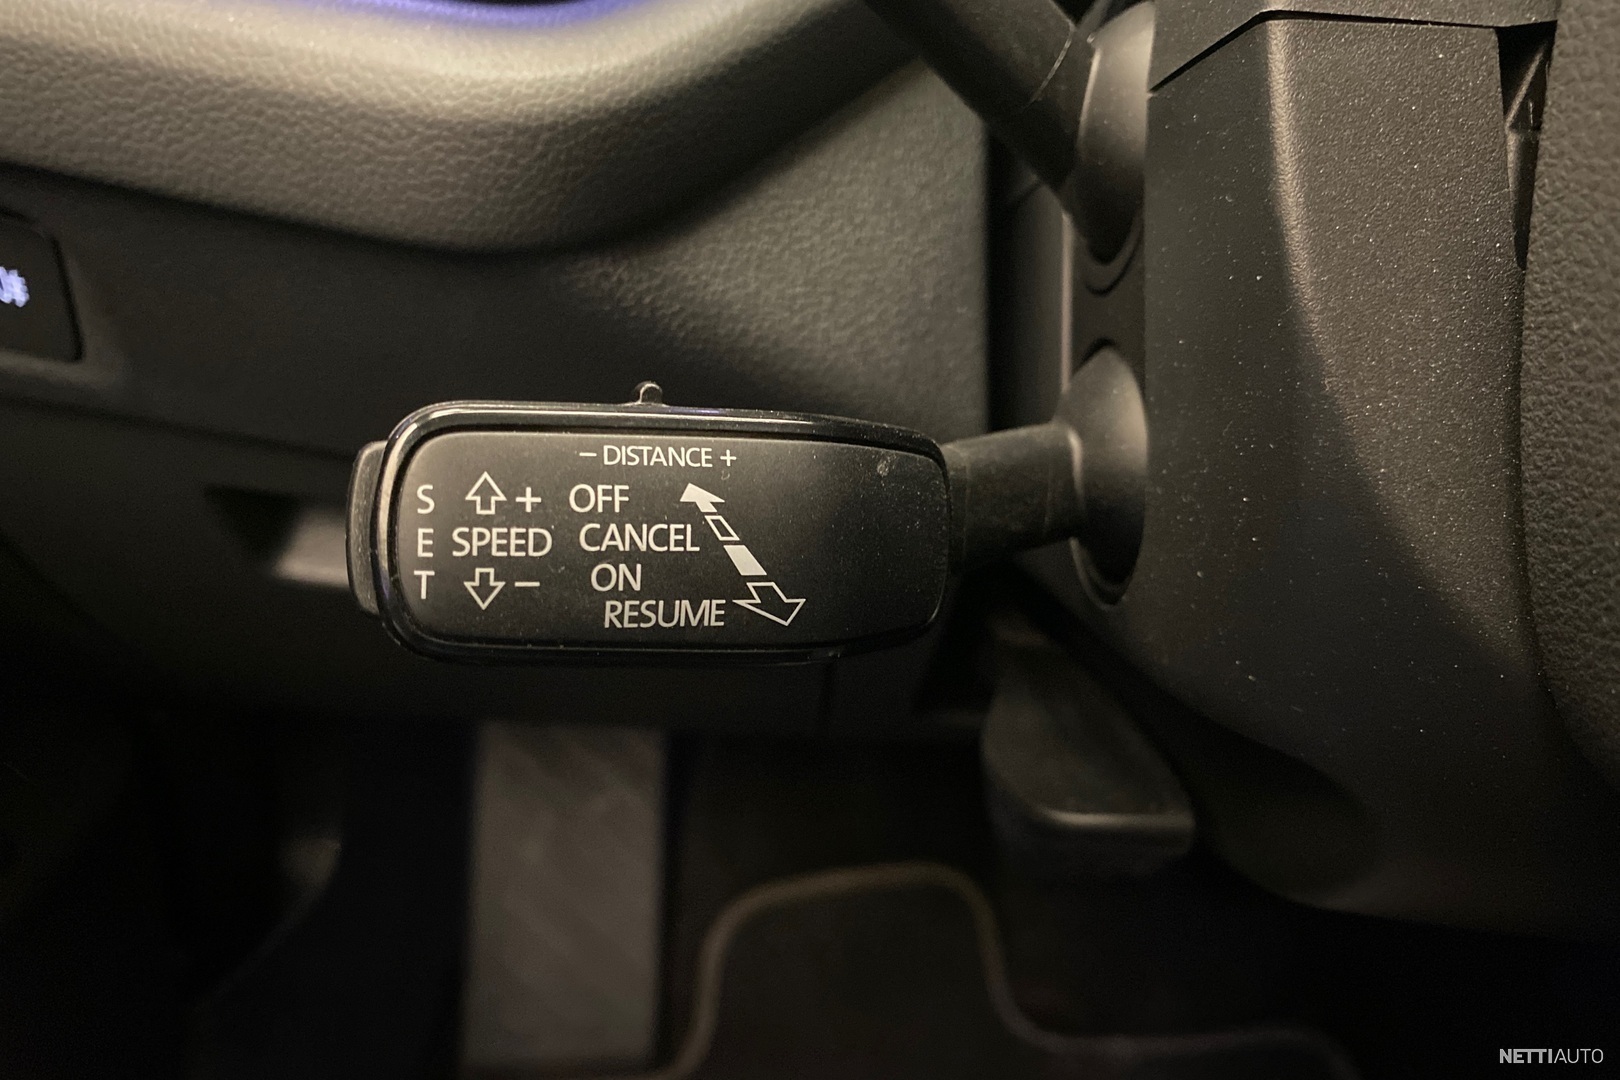 − DISTANCE +
S + OFF
E SPEED CANCEL
T − ON
RESUME
NETTIAUTO